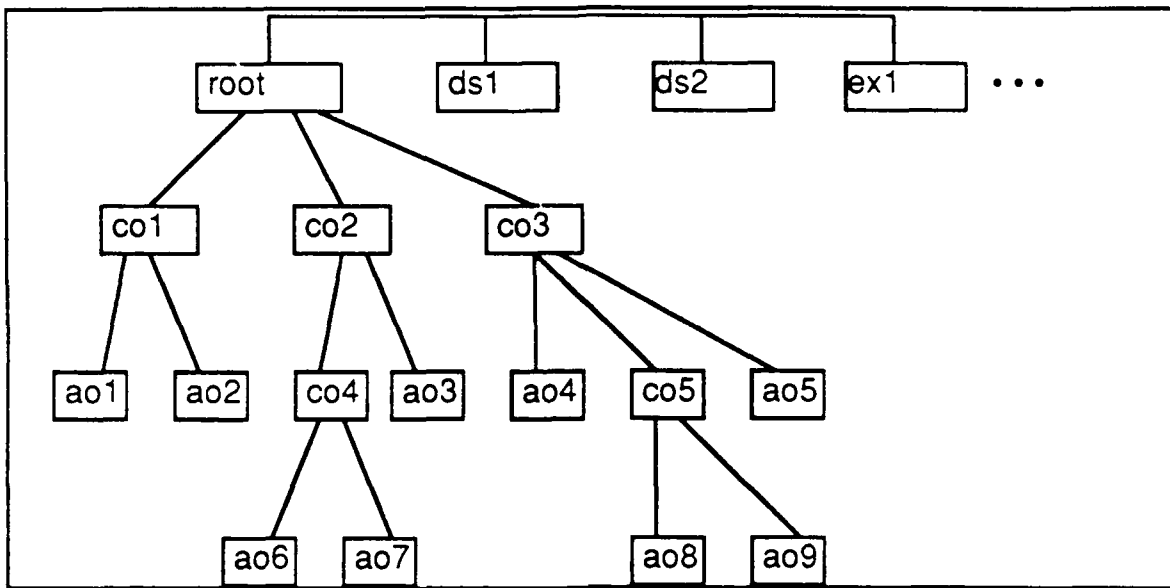 root ds1 ds2 ex1 • • •
co1 co2 co3
ao1 ao2 co4 ao3 ao4 co5 ao5
ao6 ao7 ao8 ao9